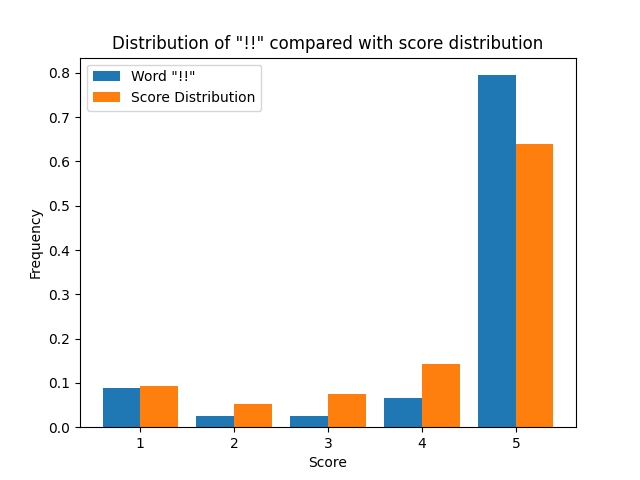 Distribution of "!!" compared with score distribution
Word "!!"
Score Distribution
Frequency
0.8
0.7
0.6
0.5
0.4
0.3
0.2
0.1
0.0
1 2 3 4 5
Score